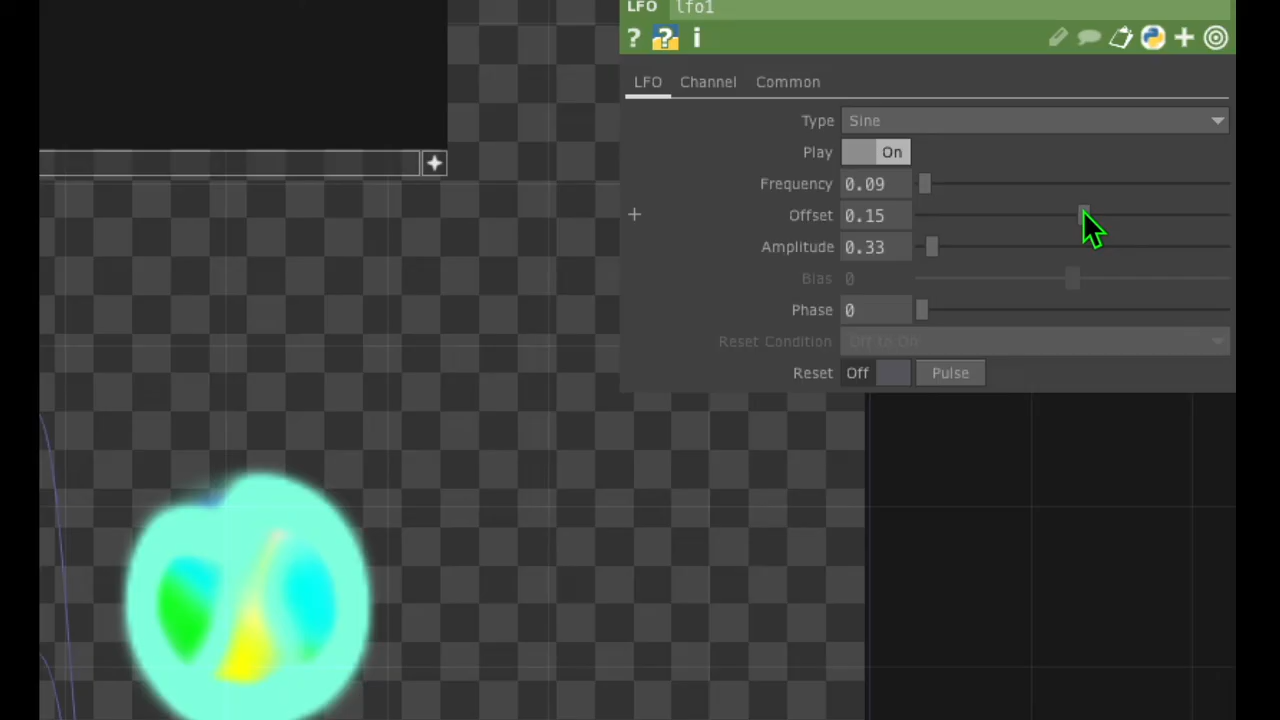 LFO lfo1
? ? i
LFO Channel Common
Type Sine
Play On
Frequency 0.09
Offset 0.15
Amplitude 0.33
Bias 0
Phase 0
Reset Condition Off to On
Reset Off Pulse